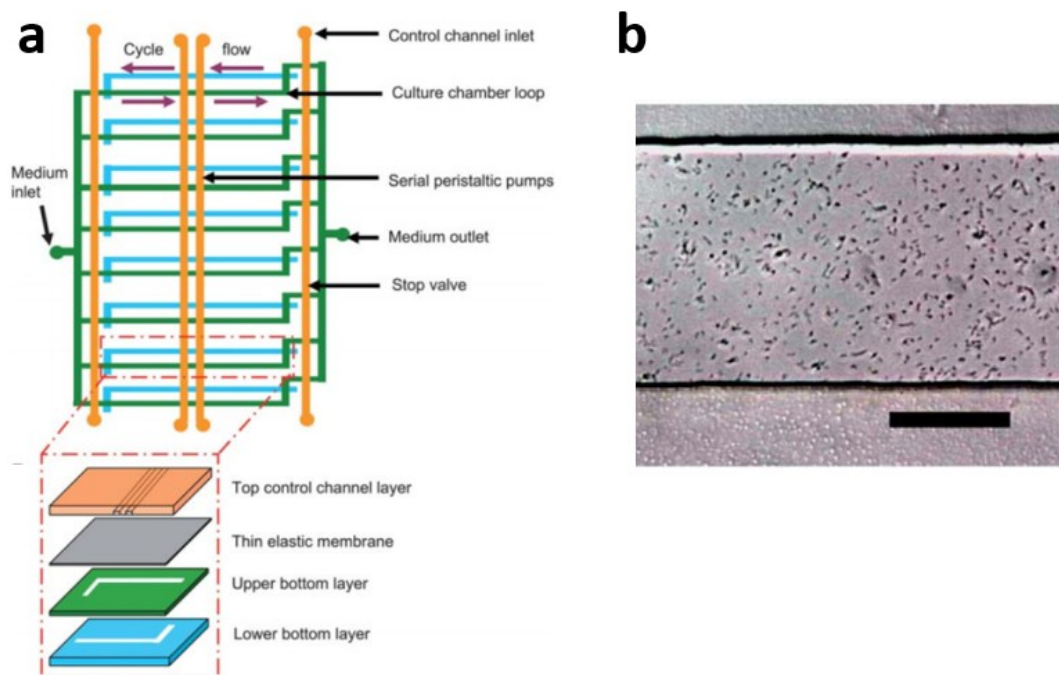 a
Cycle
flow
Control channel inlet
Culture chamber loop
Medium
inlet
Serial peristaltic pumps
Medium outlet
Stop valve
Top control channel layer
Thin elastic membrane
Upper bottom layer
Lower bottom layer
b